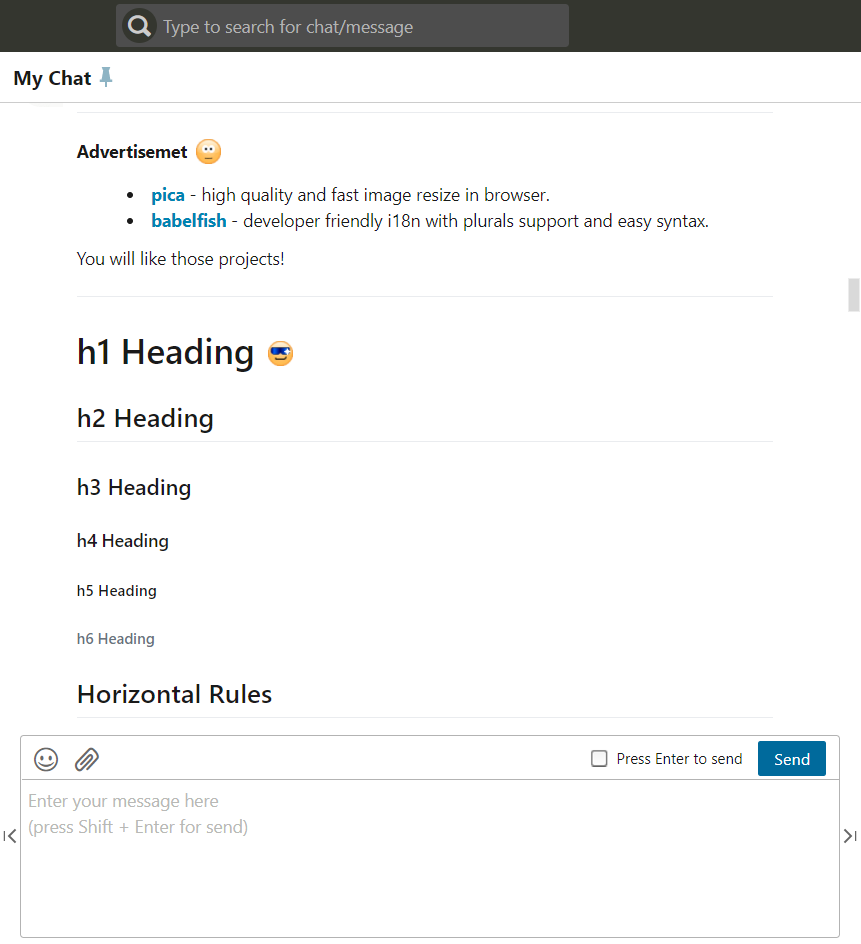 Type to search for chat/message
My Chat
Advertisemet
pica - high quality and fast image resize in browser.
babelfish - developer friendly i18n with plurals support and easy syntax.
You will like those projects!
h1 Heading
h2 Heading
h3 Heading
h4 Heading
h5 Heading
h6 Heading
Horizontal Rules
Press Enter to send
Send
Enter your message here
(press Shift + Enter for send)